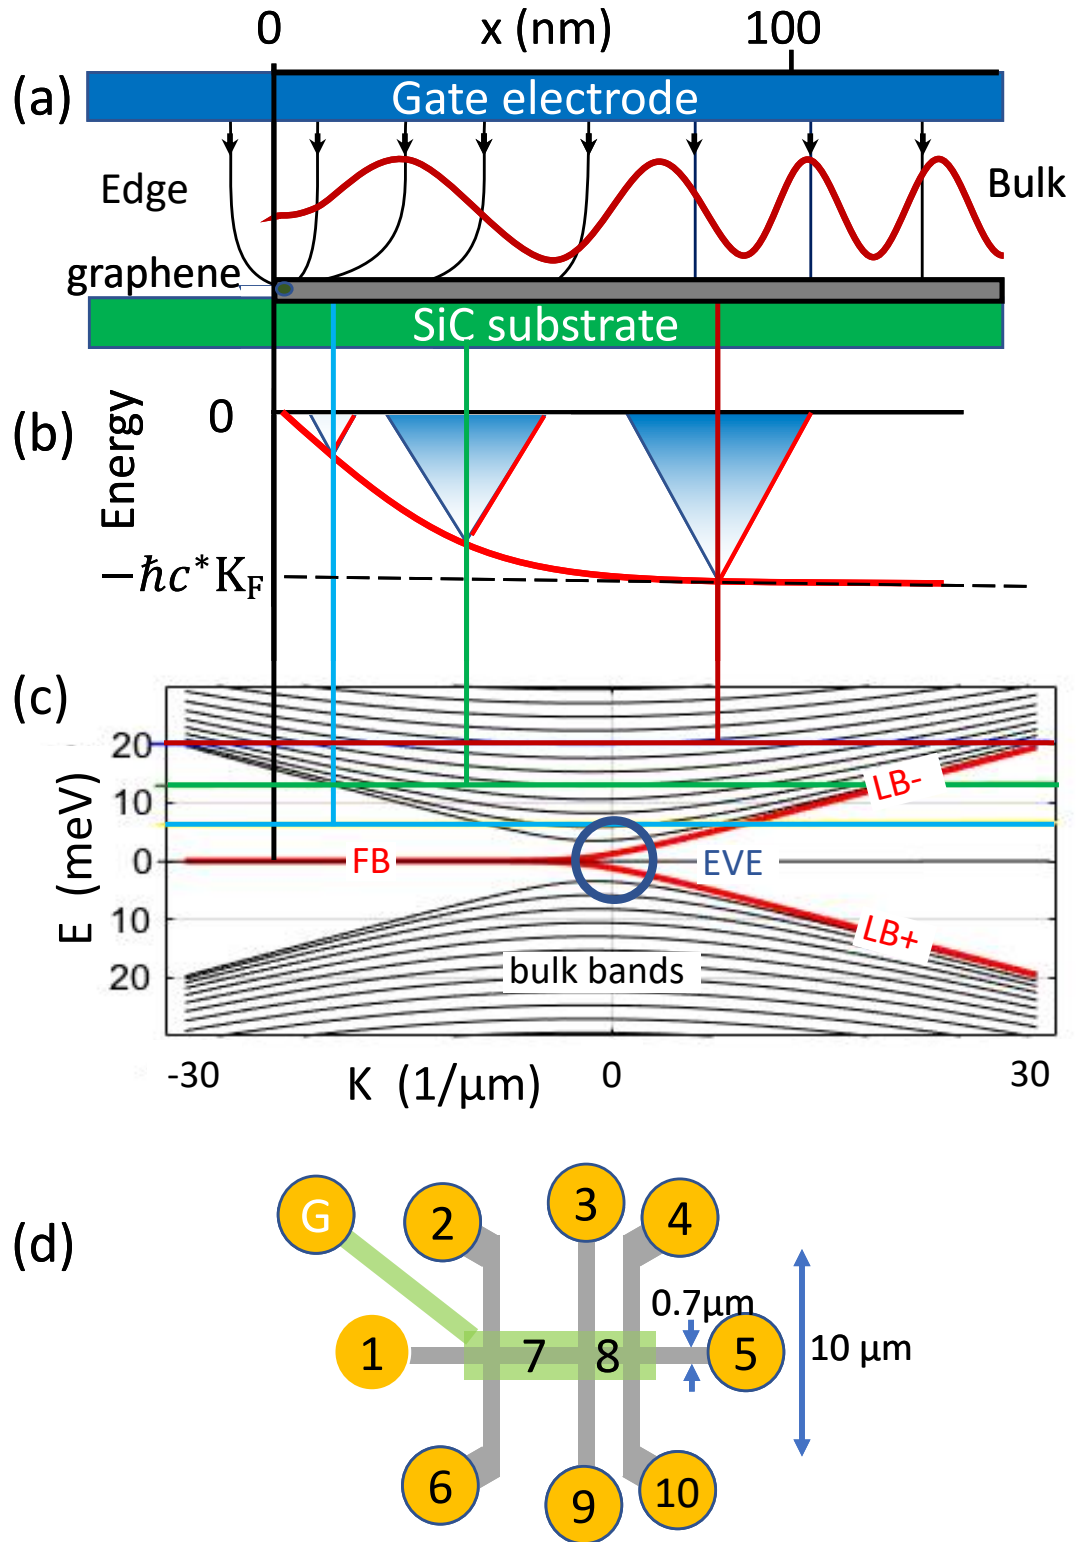 0 x (nm) 100
(a) Gate electrode
Edge
Bulk
graphene
SiC substrate
(b) Energy 0
−ℏc*K_F
(c)
E (meV)
20
10
0
10
20
LB-
FB
EVE
LB+
bulk bands
-30 K (1/μm) 0 30
(d)
G 2 3 4
0.7μm
1 7 8 5 10 μm
6 9 10